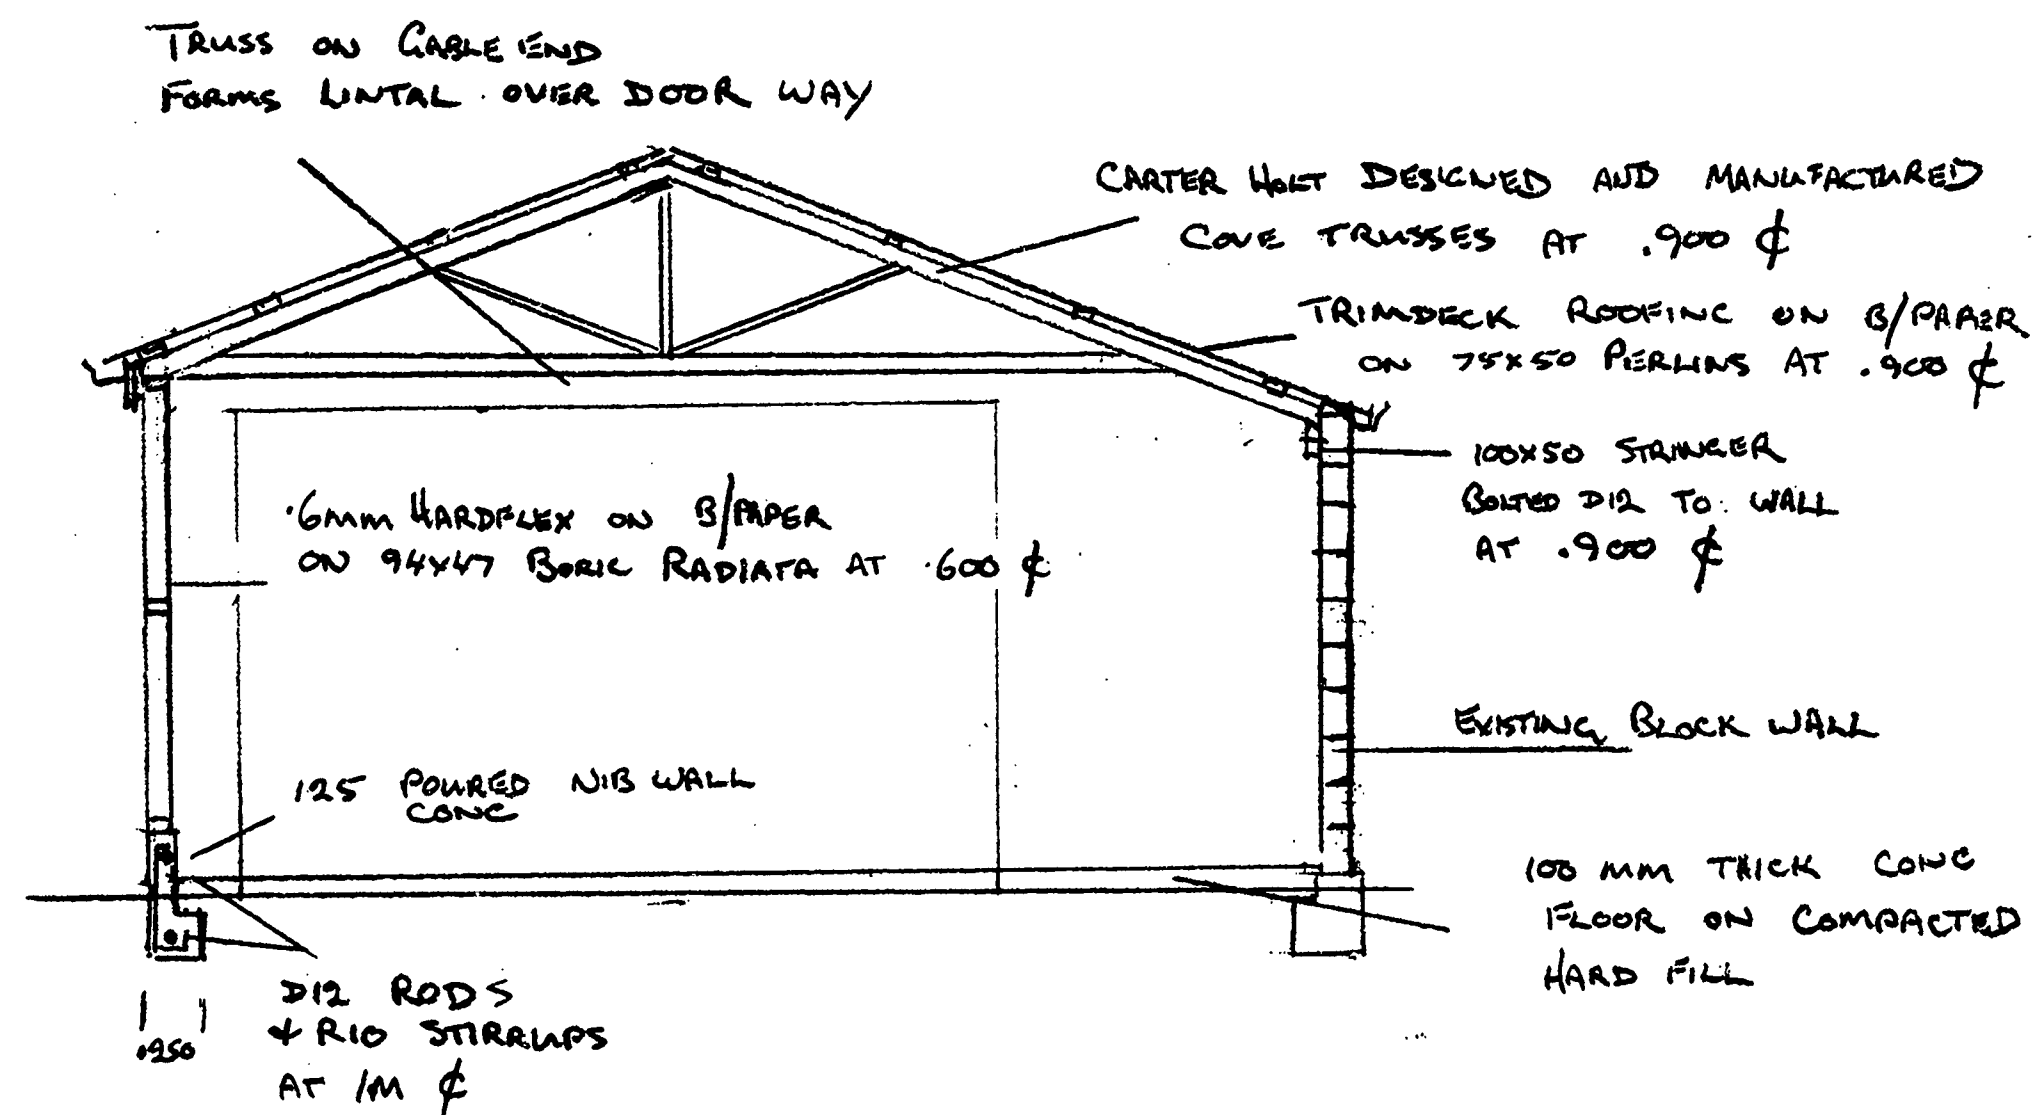 TRUSS ON GABLE END
FORMS LINTAL OVER DOOR WAY
CARTER HOLT DESIGNED AND MANUFACTURED
COVE TRUSSES AT .900 ₵
TRIMDECK ROOFING ON B/PAPER
ON 75X50 PERLINS AT .900 ₵
100X50 STRINGER
BOLTED D12 TO WALL
AT .900 ₵
.6mm HARDFLEX ON B/PAPER
ON 94X47 BORIC RADIATA AT .600 ₵
EXISTING BLOCK WALL
125 POURED NIB WALL
CONC
100 MM THICK CONC
FLOOR ON COMPACTED
HARD FILL
D12 RODS
& R10 STIRRUPS
AT 1M ₵
.250